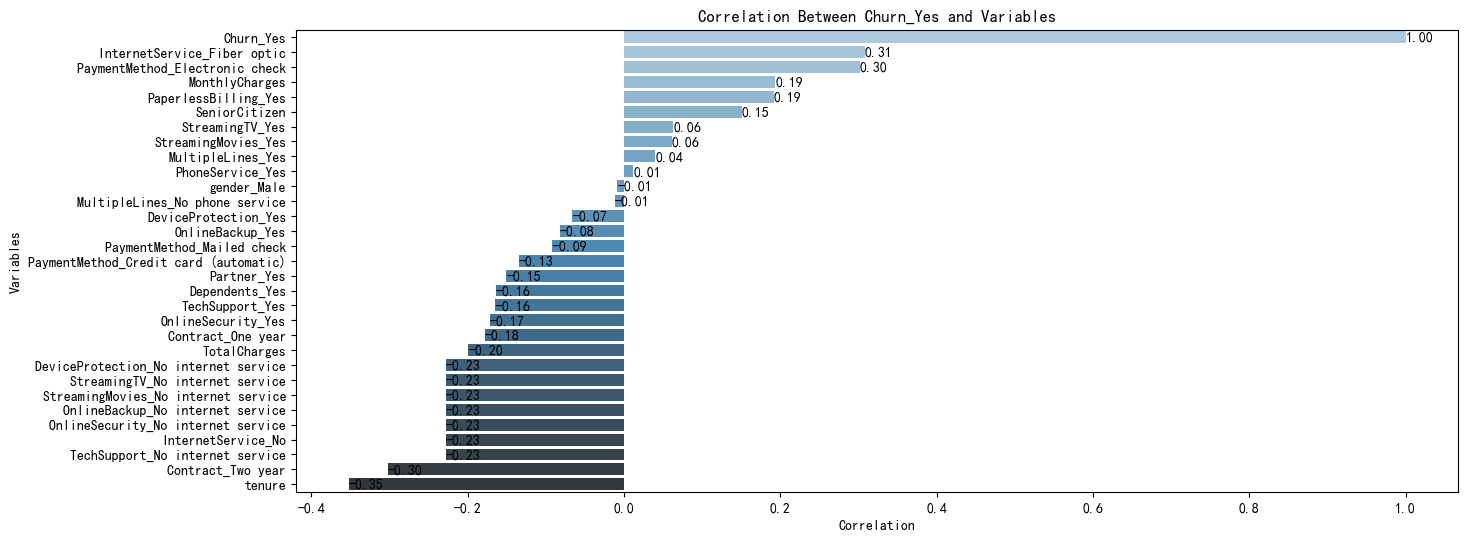 Correlation Between Churn_Yes and Variables
Variables
Churn_Yes 1.00
InternetService_Fiber optic 0.31
PaymentMethod_Electronic check 0.30
MonthlyCharges 0.19
PaperlessBilling_Yes 0.19
SeniorCitizen 0.15
StreamingTV_Yes 0.06
StreamingMovies_Yes 0.06
MultipleLines_Yes 0.04
PhoneService_Yes 0.01
gender_Male −0.01
MultipleLines_No phone service −0.01
DeviceProtection_Yes −0.07
OnlineBackup_Yes −0.08
PaymentMethod_Mailed check −0.09
PaymentMethod_Credit card (automatic) −0.13
Partner_Yes −0.15
Dependents_Yes −0.16
TechSupport_Yes −0.16
OnlineSecurity_Yes −0.17
Contract_One year −0.18
TotalCharges −0.20
DeviceProtection_No internet service −0.23
StreamingTV_No internet service −0.23
StreamingMovies_No internet service −0.23
OnlineBackup_No internet service −0.23
OnlineSecurity_No internet service −0.23
InternetService_No −0.23
TechSupport_No internet service −0.23
Contract_Two year −0.30
tenure −0.35
−0.4 −0.2 0.0 0.2 0.4 0.6 0.8 1.0
Correlation